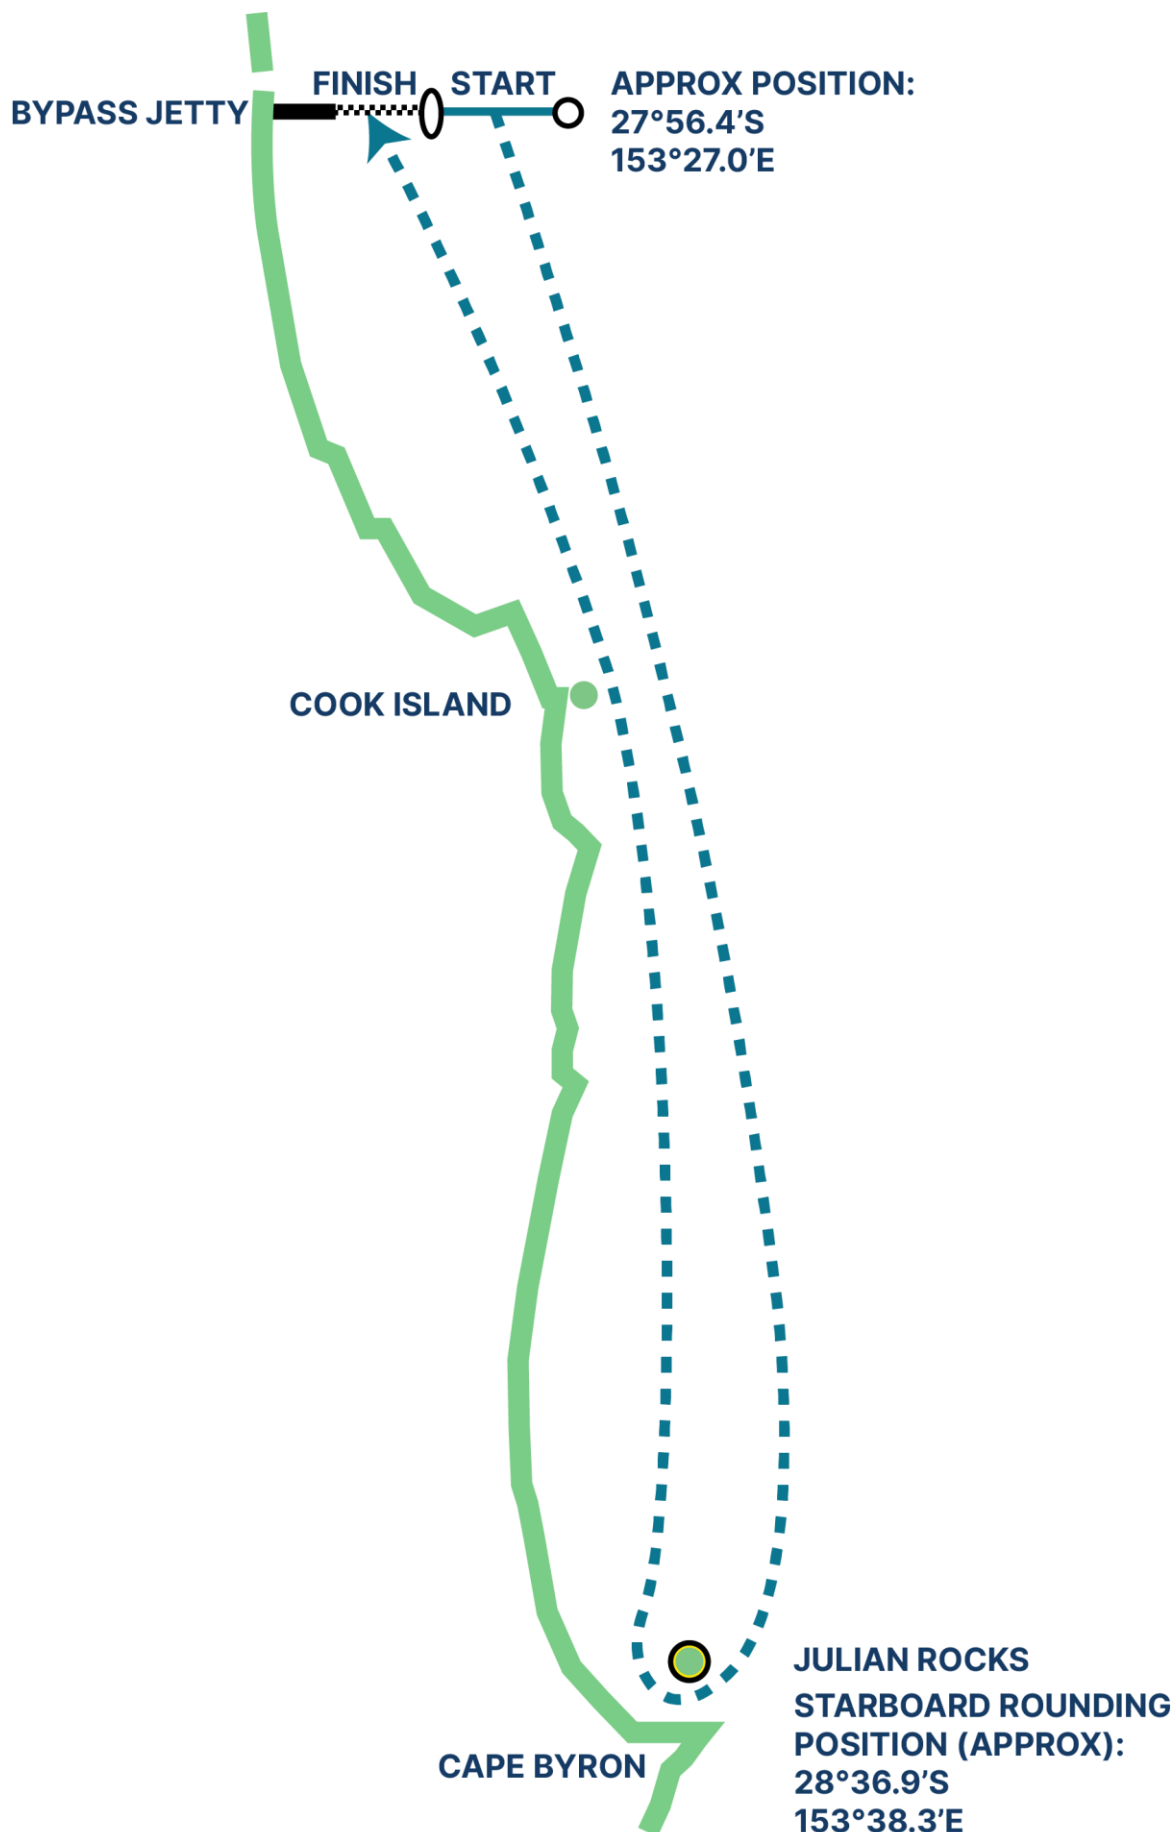 FINISH
START
APPROX POSITION:
BYPASS JETTY
27°56.4’S
153°27.0’E
COOK ISLAND
JULIAN ROCKS
STARBOARD ROUNDING
POSITION (APPROX):
CAPE BYRON
28°36.9’S
153°38.3’E